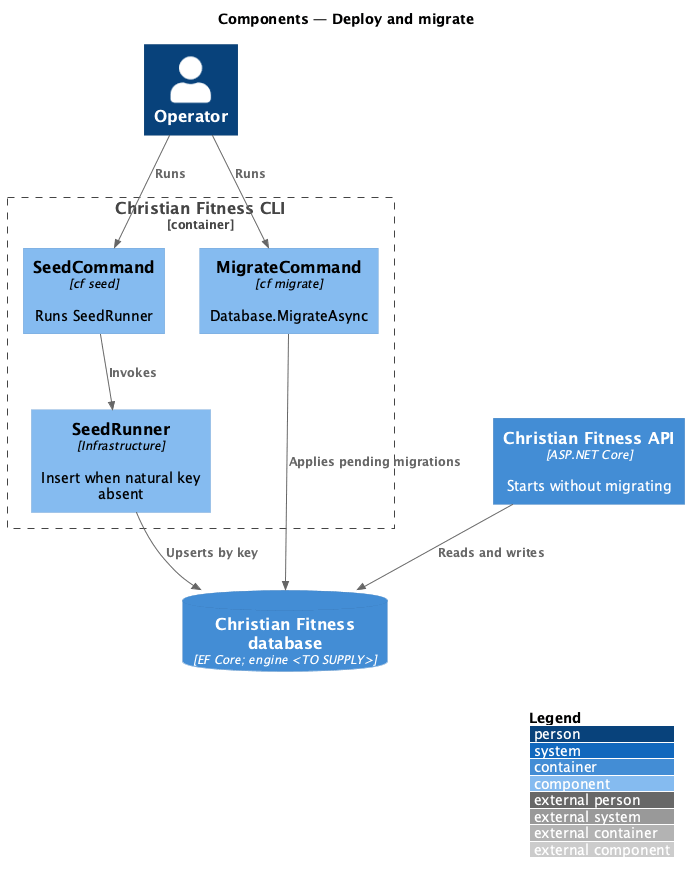 Components — Deploy and migrate
Operator
Runs
Runs
Christian Fitness CLI
[container]
SeedCommand
[cf seed]
Runs SeedRunner
MigrateCommand
[cf migrate]
Database.MigrateAsync
Invokes
SeedRunner
[Infrastructure]
Insert when natural key
absent
Applies pending migrations
Christian Fitness API
[ASP.NET Core]
Starts without migrating
Upserts by key
Reads and writes
Christian Fitness
database
[EF Core; engine <TO SUPPLY>]
Legend
person
system
container
component
external person
external system
external container
external component